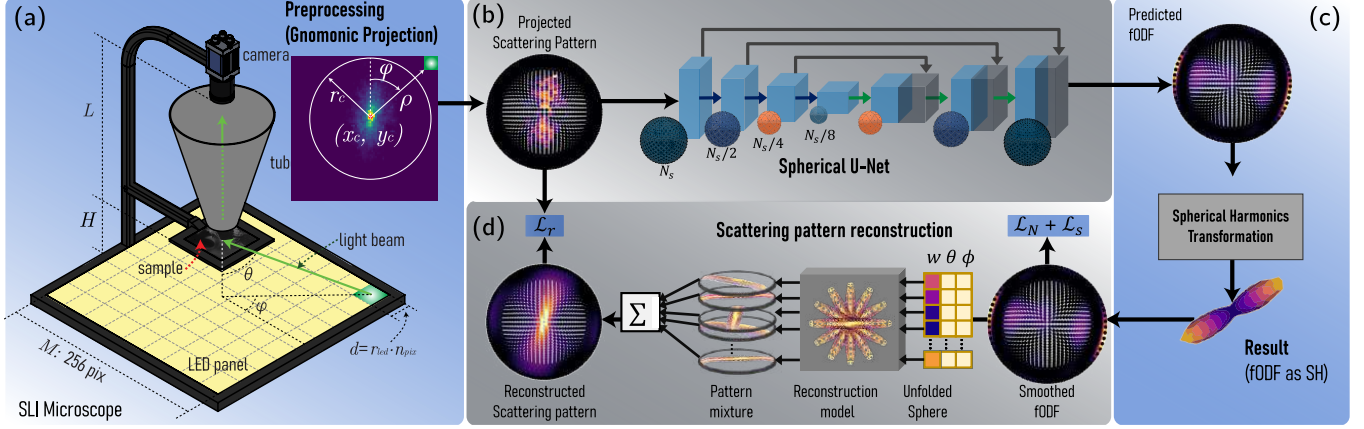 (a)
Preprocessing
(Gnomonic Projection)
camera
φ
r_c
ρ
(x_c, y_c)
L
tub
H
light beam
sample
θ
φ
d=r_led·n_pix
LED panel
M· 256 pix
SLI Microscope
(b)
Projected
Scattering Pattern
N_s
N_s/2
N_s/4
N_s/8
Spherical U-Net
(c)
Predicted
fODF
Spherical Harmonics
Transformation
Result
(fODF as SH)
(d)
ℒ_r
Scattering pattern reconstruction
ℒ_N + ℒ_s
w θ ϕ
Σ
Reconstructed
Scattering pattern
Pattern
mixture
Reconstruction
model
Unfolded
Sphere
Smoothed
fODF